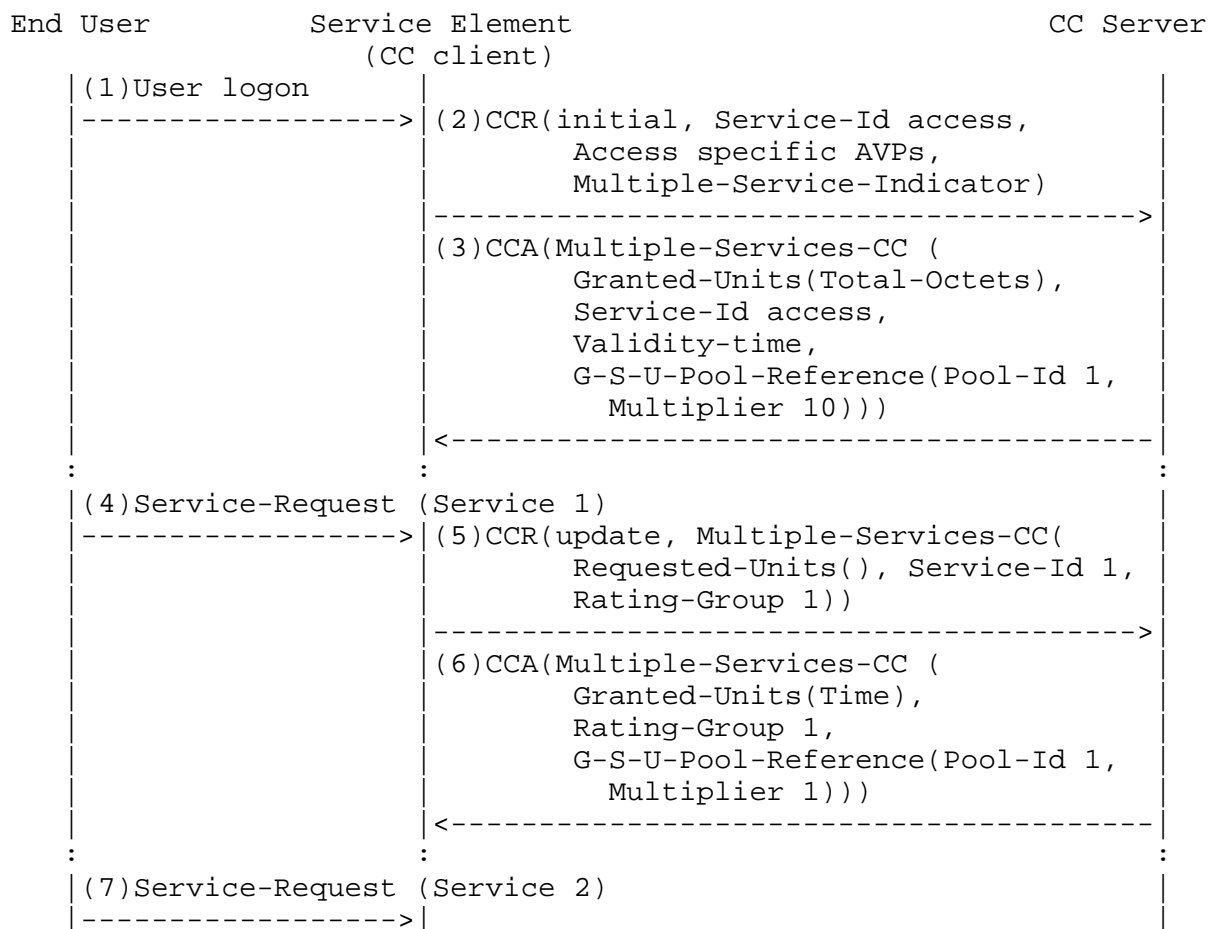 End User            Service Element                               CC Server
                       (CC client)
    |(1)User logon      |                                         |
    |------------------>|(2)CCR(initial, Service-Id access,       |
    |                   |        Access specific AVPs,            |
    |                   |        Multiple-Service-Indicator)      |
    |                   |---------------------------------------->|
    |                   |(3)CCA(Multiple-Services-CC (            |
    |                   |        Granted-Units(Total-Octets),     |
    |                   |        Service-Id access,               |
    |                   |        Validity-time,                   |
    |                   |        G-S-U-Pool-Reference(Pool-Id 1,  |
    |                   |          Multiplier 10)))               |
    |                   |<----------------------------------------|
    :                   :                                         :
    |(4)Service-Request (Service 1)                               |
    |------------------>|(5)CCR(update, Multiple-Services-CC(     |
    |                   |        Requested-Units(), Service-Id 1, |
    |                   |        Rating-Group 1))                 |
    |                   |---------------------------------------->|
    |                   |(6)CCA(Multiple-Services-CC (            |
    |                   |        Granted-Units(Time),             |
    |                   |        Rating-Group 1,                  |
    |                   |        G-S-U-Pool-Reference(Pool-Id 1,  |
    |                   |          Multiplier 1)))                |
    |                   |<----------------------------------------|
    :                   :                                         :
    |(7)Service-Request (Service 2)                               |
    |------------------>|                                         |